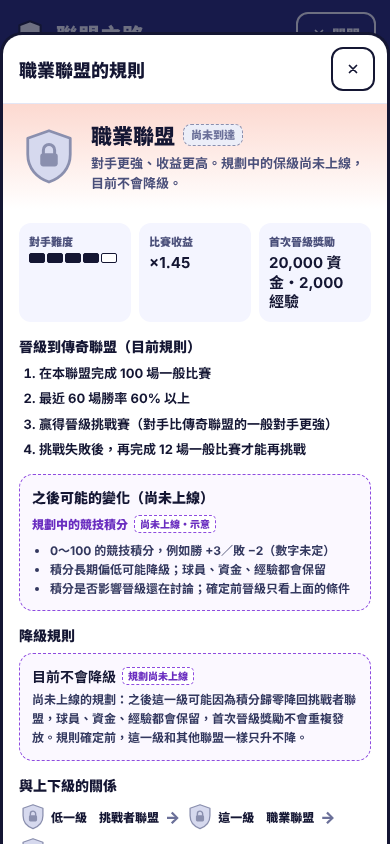 職業聯盟的規則
×
職業聯盟 尚未到達
對手更強、收益更高。規劃中的保級尚未上線，
目前不會降級。
對手難度
比賽收益
×1.45
首次晉級獎勵
20,000 資
金・2,000
經驗
晉級到傳奇聯盟（目前規則）
1. 在本聯盟完成 100 場一般比賽
2. 最近 60 場勝率 60% 以上
3. 贏得晉級挑戰賽（對手比傳奇聯盟的一般對手更強）
4. 挑戰失敗後，再完成 12 場一般比賽才能再挑戰
之後可能的變化（尚未上線）
規劃中的競技積分 尚未上線・示意
• 0～100 的競技積分，例如勝 +3／敗 −2（數字未定）
• 積分長期偏低可能降級；球員、資金、經驗都會保留
• 積分是否影響晉級還在討論；確定前晉級只看上面的條件
降級規則
目前不會降級 規劃尚未上線
尚未上線的規劃：之後這一級可能因為積分歸零降回挑戰者聯
盟，球員、資金、經驗都會保留，首次晉級獎勵不會重複發
放。規則確定前，這一級和其他聯盟一樣只升不降。
與上下級的關係
低一級 挑戰者聯盟 → 這一級 職業聯盟 →